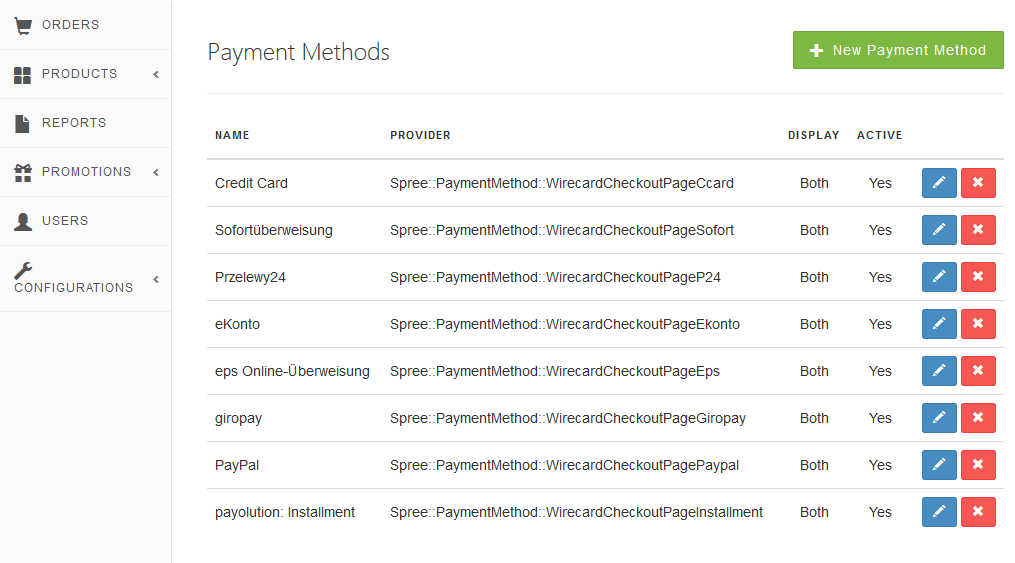 ORDERS
PRODUCTS
REPORTS
PROMOTIONS
USERS
CONFIGURATIONS
Payment Methods
New Payment Method
NAME PROVIDER DISPLAY ACTIVE
Credit Card Spree::PaymentMethod::WirecardCheckoutPageCcard Both Yes
Sofortüberweisung Spree::PaymentMethod::WirecardCheckoutPageSofort Both Yes
Przelewy24 Spree::PaymentMethod::WirecardCheckoutPageP24 Both Yes
eKonto Spree::PaymentMethod::WirecardCheckoutPageEkonto Both Yes
eps Online-Überweisung Spree::PaymentMethod::WirecardCheckoutPageEps Both Yes
giropay Spree::PaymentMethod::WirecardCheckoutPageGiropay Both Yes
PayPal Spree::PaymentMethod::WirecardCheckoutPagePaypal Both Yes
payolution: Installment Spree::PaymentMethod::WirecardCheckoutPageInstallment Both Yes